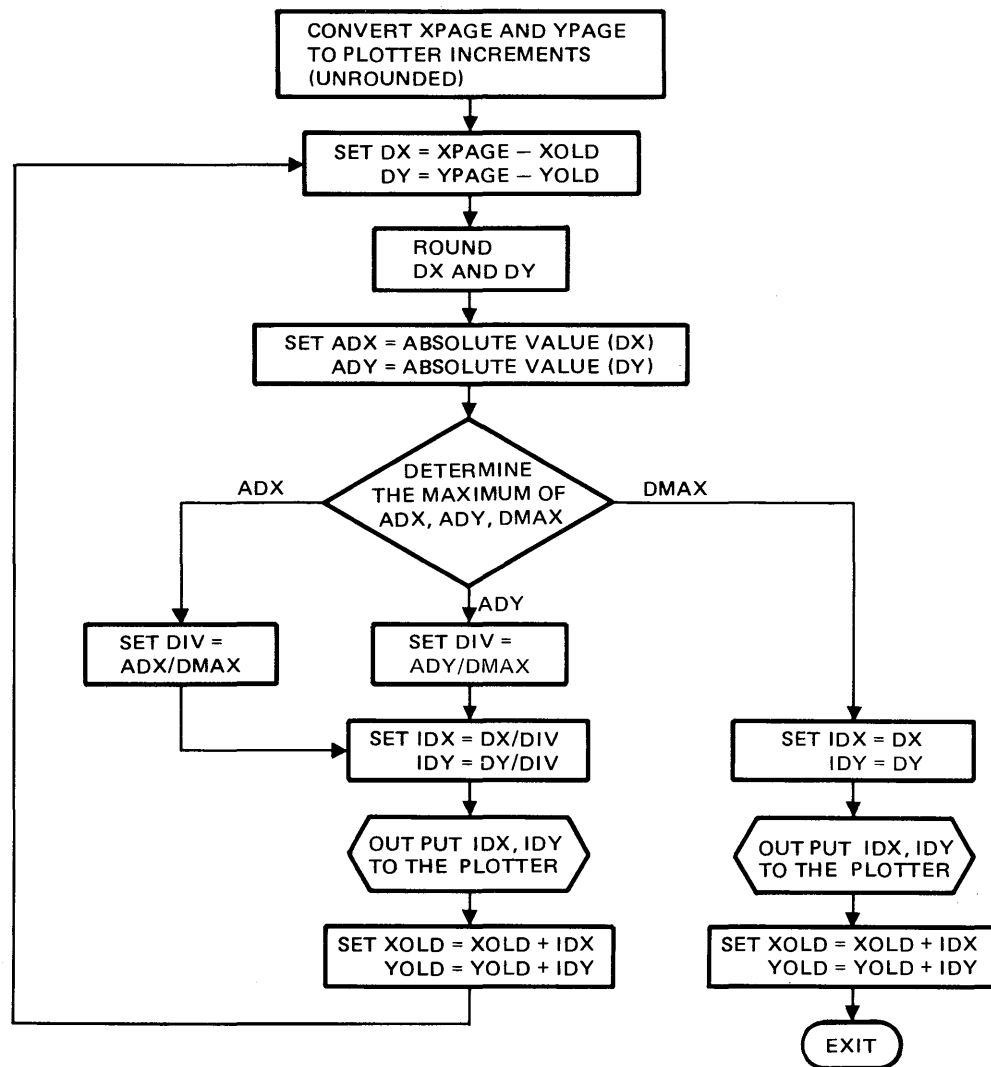 CONVERT XPAGE AND YPAGE
TO PLOTTER INCREMENTS
(UNROUNDED)
SET DX = XPAGE – XOLD
DY = YPAGE – YOLD
ROUND
DX AND DY
SET ADX = ABSOLUTE VALUE (DX)
ADY = ABSOLUTE VALUE (DY)
DETERMINE
THE MAXIMUM OF
ADX, ADY, DMAX
ADX
DMAX
ADY
SET DIV =
ADX/DMAX
SET DIV =
ADY/DMAX
SET IDX = DX/DIV
IDY = DY/DIV
SET IDX = DX
IDY = DY
OUT PUT IDX, IDY
TO THE PLOTTER
OUT PUT IDX, IDY
TO THE PLOTTER
SET XOLD = XOLD + IDX
YOLD = YOLD + IDY
SET XOLD = XOLD + IDX
YOLD = YOLD + IDY
EXIT